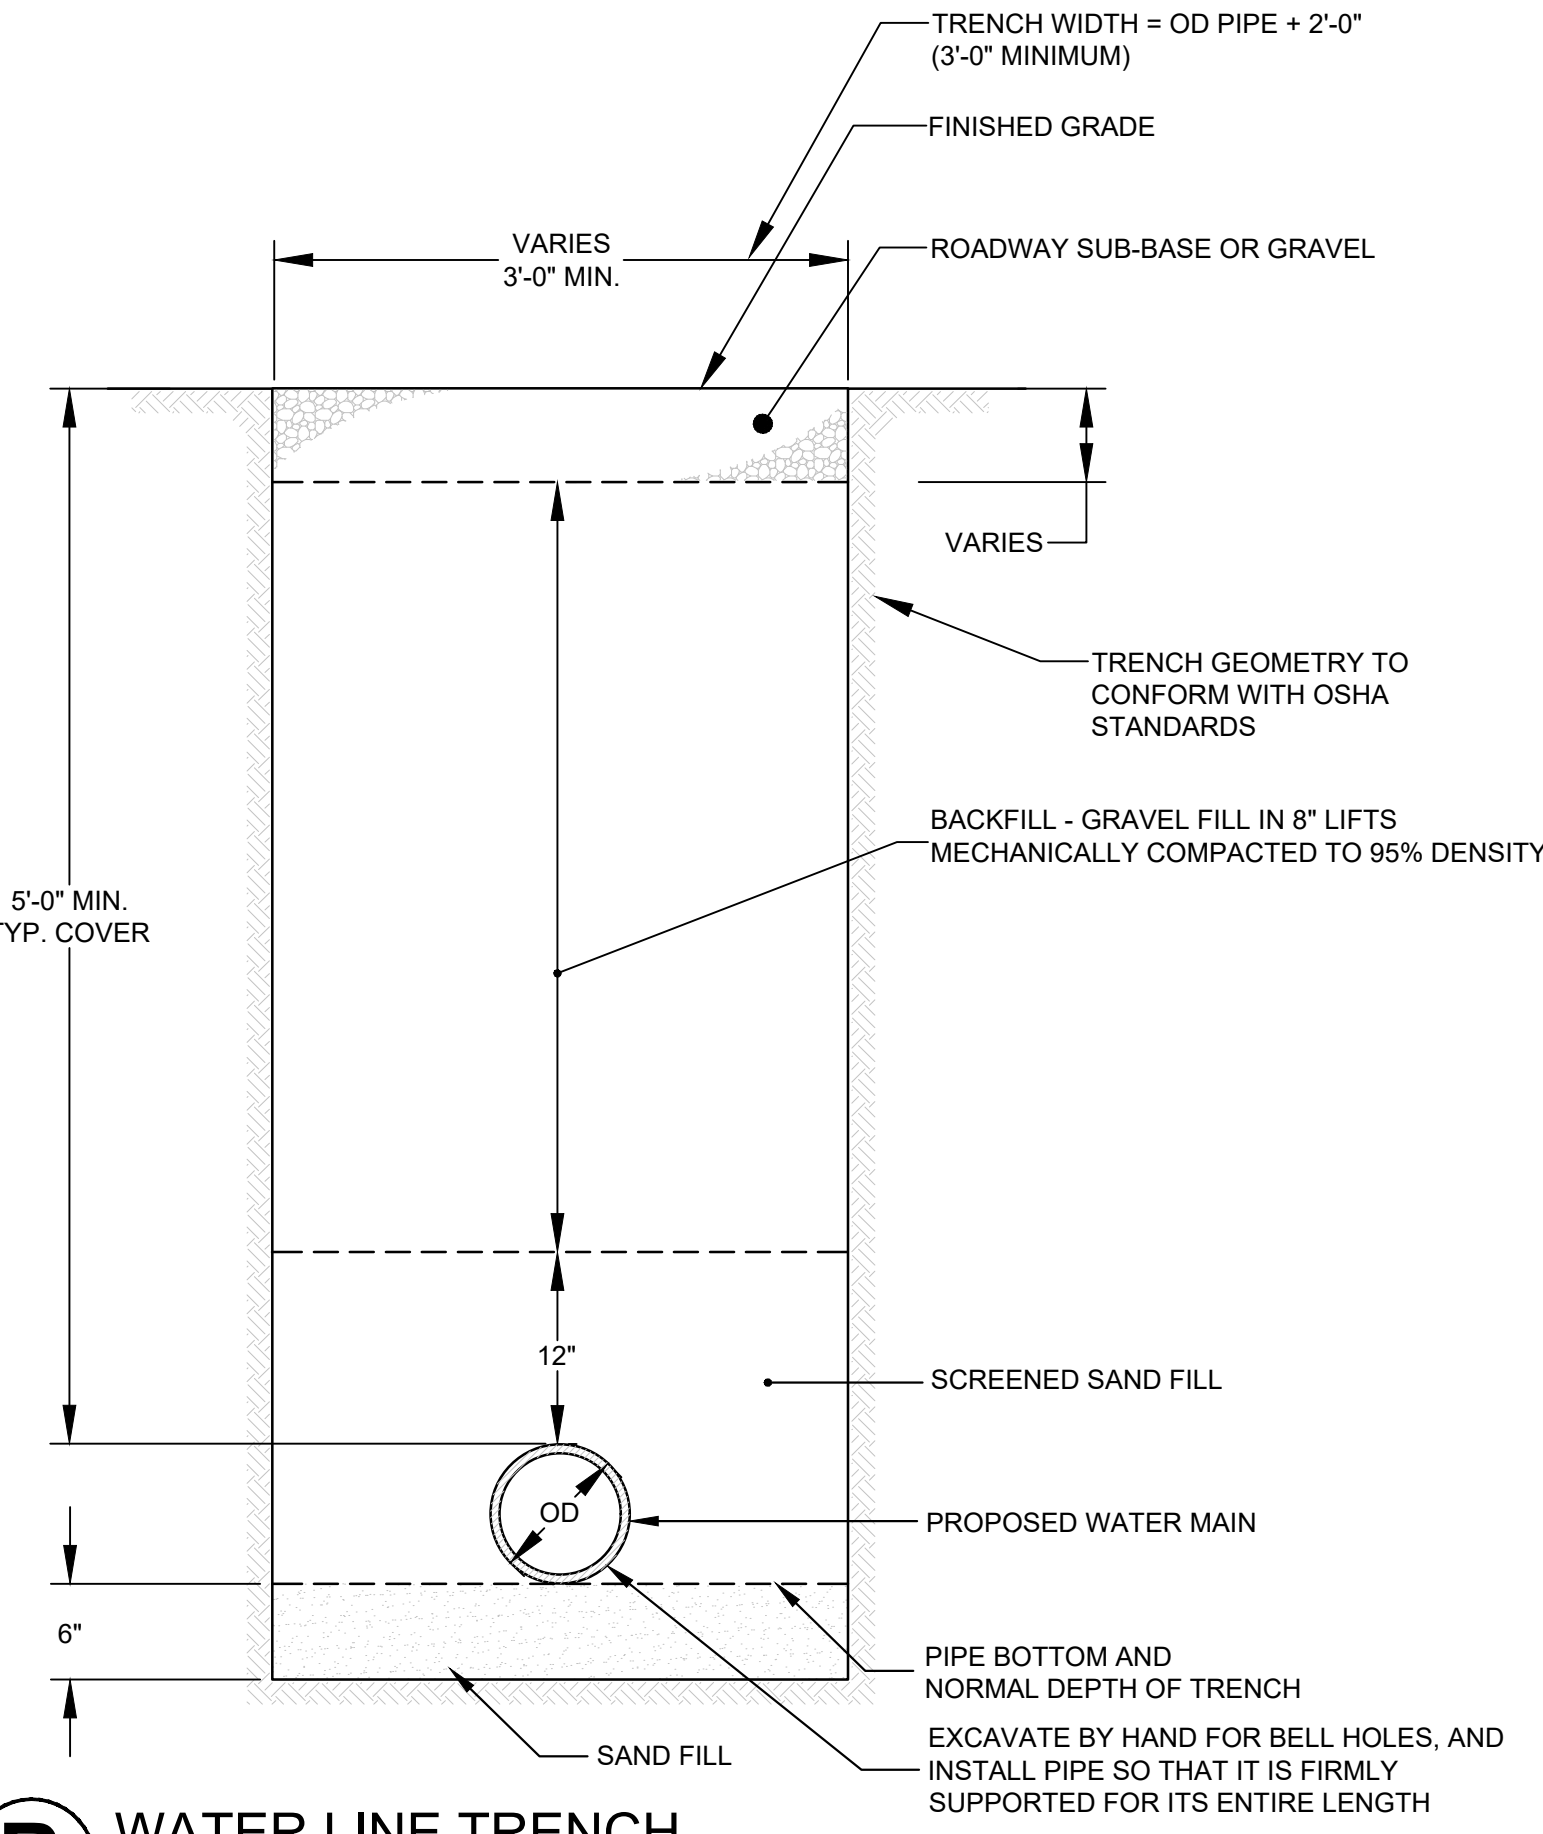 TRENCH WIDTH = OD PIPE + 2'-0"
(3'-0" MINIMUM)
FINISHED GRADE
VARIES
3'-0" MIN.
ROADWAY SUB-BASE OR GRAVEL
VARIES
TRENCH GEOMETRY TO
CONFORM WITH OSHA
STANDARDS
BACKFILL - GRAVEL FILL IN 8" LIFTS
MECHANICALLY COMPACTED TO 95% DENSITY
5'-0" MIN.
TYP. COVER
12"
SCREENED SAND FILL
OD
PROPOSED WATER MAIN
6"
PIPE BOTTOM AND
NORMAL DEPTH OF TRENCH
SAND FILL
EXCAVATE BY HAND FOR BELL HOLES, AND
INSTALL PIPE SO THAT IT IS FIRMLY
SUPPORTED FOR ITS ENTIRE LENGTH
WATER LINE TRENCH